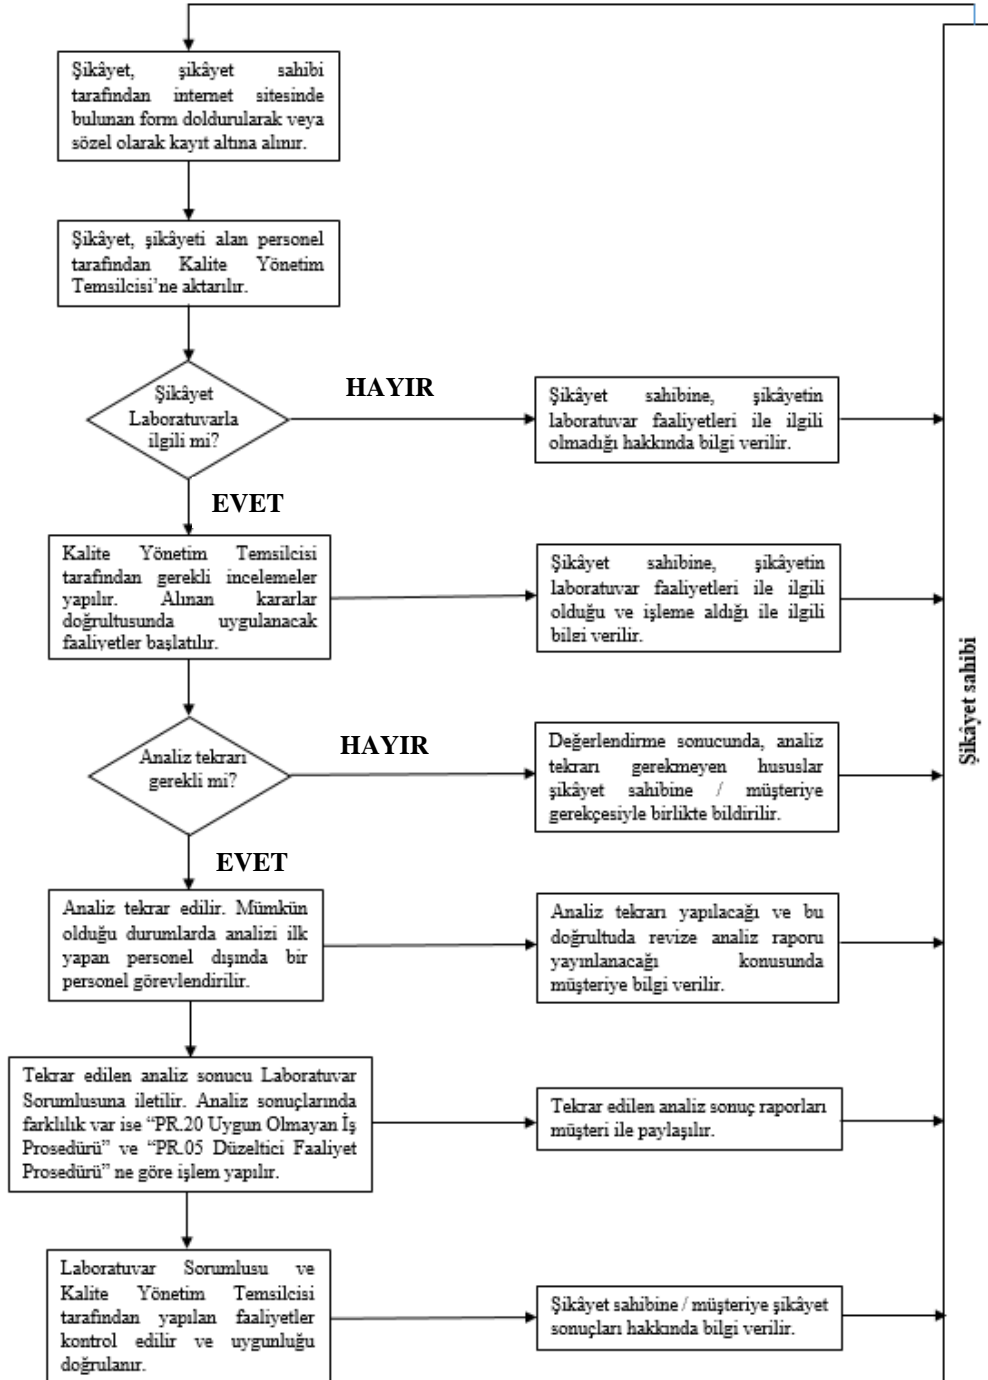 Şikâyet, şikâyet sahibi
tarafından internet sitesinde
bulunan form doldurularak veya
sözel olarak kayıt altına alınır.
Şikâyet, şikâyeti alan personel
tarafından Kalite Yönetim
Temsilcisi’ne aktarılır.
Şikâyet
Laboratuvarla
ilgili mi?
HAYIR
Şikâyet sahibine, şikâyetin
laboratuvar faaliyetleri ile ilgili
olmadığı hakkında bilgi verilir.
EVET
Kalite Yönetim Temsilcisi
tarafından gerekli incelemeler
yapılır. Alınan kararlar
doğrultusunda uygulanacak
faaliyetler başlatılır.
Şikâyet sahibine, şikâyetin
laboratuvar faaliyetleri ile ilgili
olduğu ve işleme aldığı ile ilgili
bilgi verilir.
Analiz tekrarı
gerekli mi?
HAYIR
Değerlendirme sonucunda, analiz
tekrarı gerekmeyen hususlar
şikâyet sahibine / müşteriye
gerekçesiyle birlikte bildirilir.
EVET
Analiz tekrar edilir. Mümkün
olduğu durumlarda analizi ilk
yapan personel dışında bir
personel görevlendirilir.
Analiz tekrarı yapılacağı ve bu
doğrultuda revize analiz raporu
yayınlanacağı konusunda
müşteriye bilgi verilir.
Tekrar edilen analiz sonucu Laboratuvar
Sorumlusuna iletilir. Analiz sonuçlarında
farklılık var ise “PR.20 Uygun Olmayan İş
Prosedürü” ve “PR.05 Düzeltici Faaliyet
Prosedürü” ne göre işlem yapılır.
Tekrar edilen analiz sonuç raporları
müşteri ile paylaşılır.
Laboratuvar Sorumlusu ve
Kalite Yönetim Temsilcisi
tarafından yapılan faaliyetler
kontrol edilir ve uygunluğu
doğrulanır.
Şikâyet sahibine / müşteriye şikâyet
sonuçları hakkında bilgi verilir.
Şikâyet sahibi